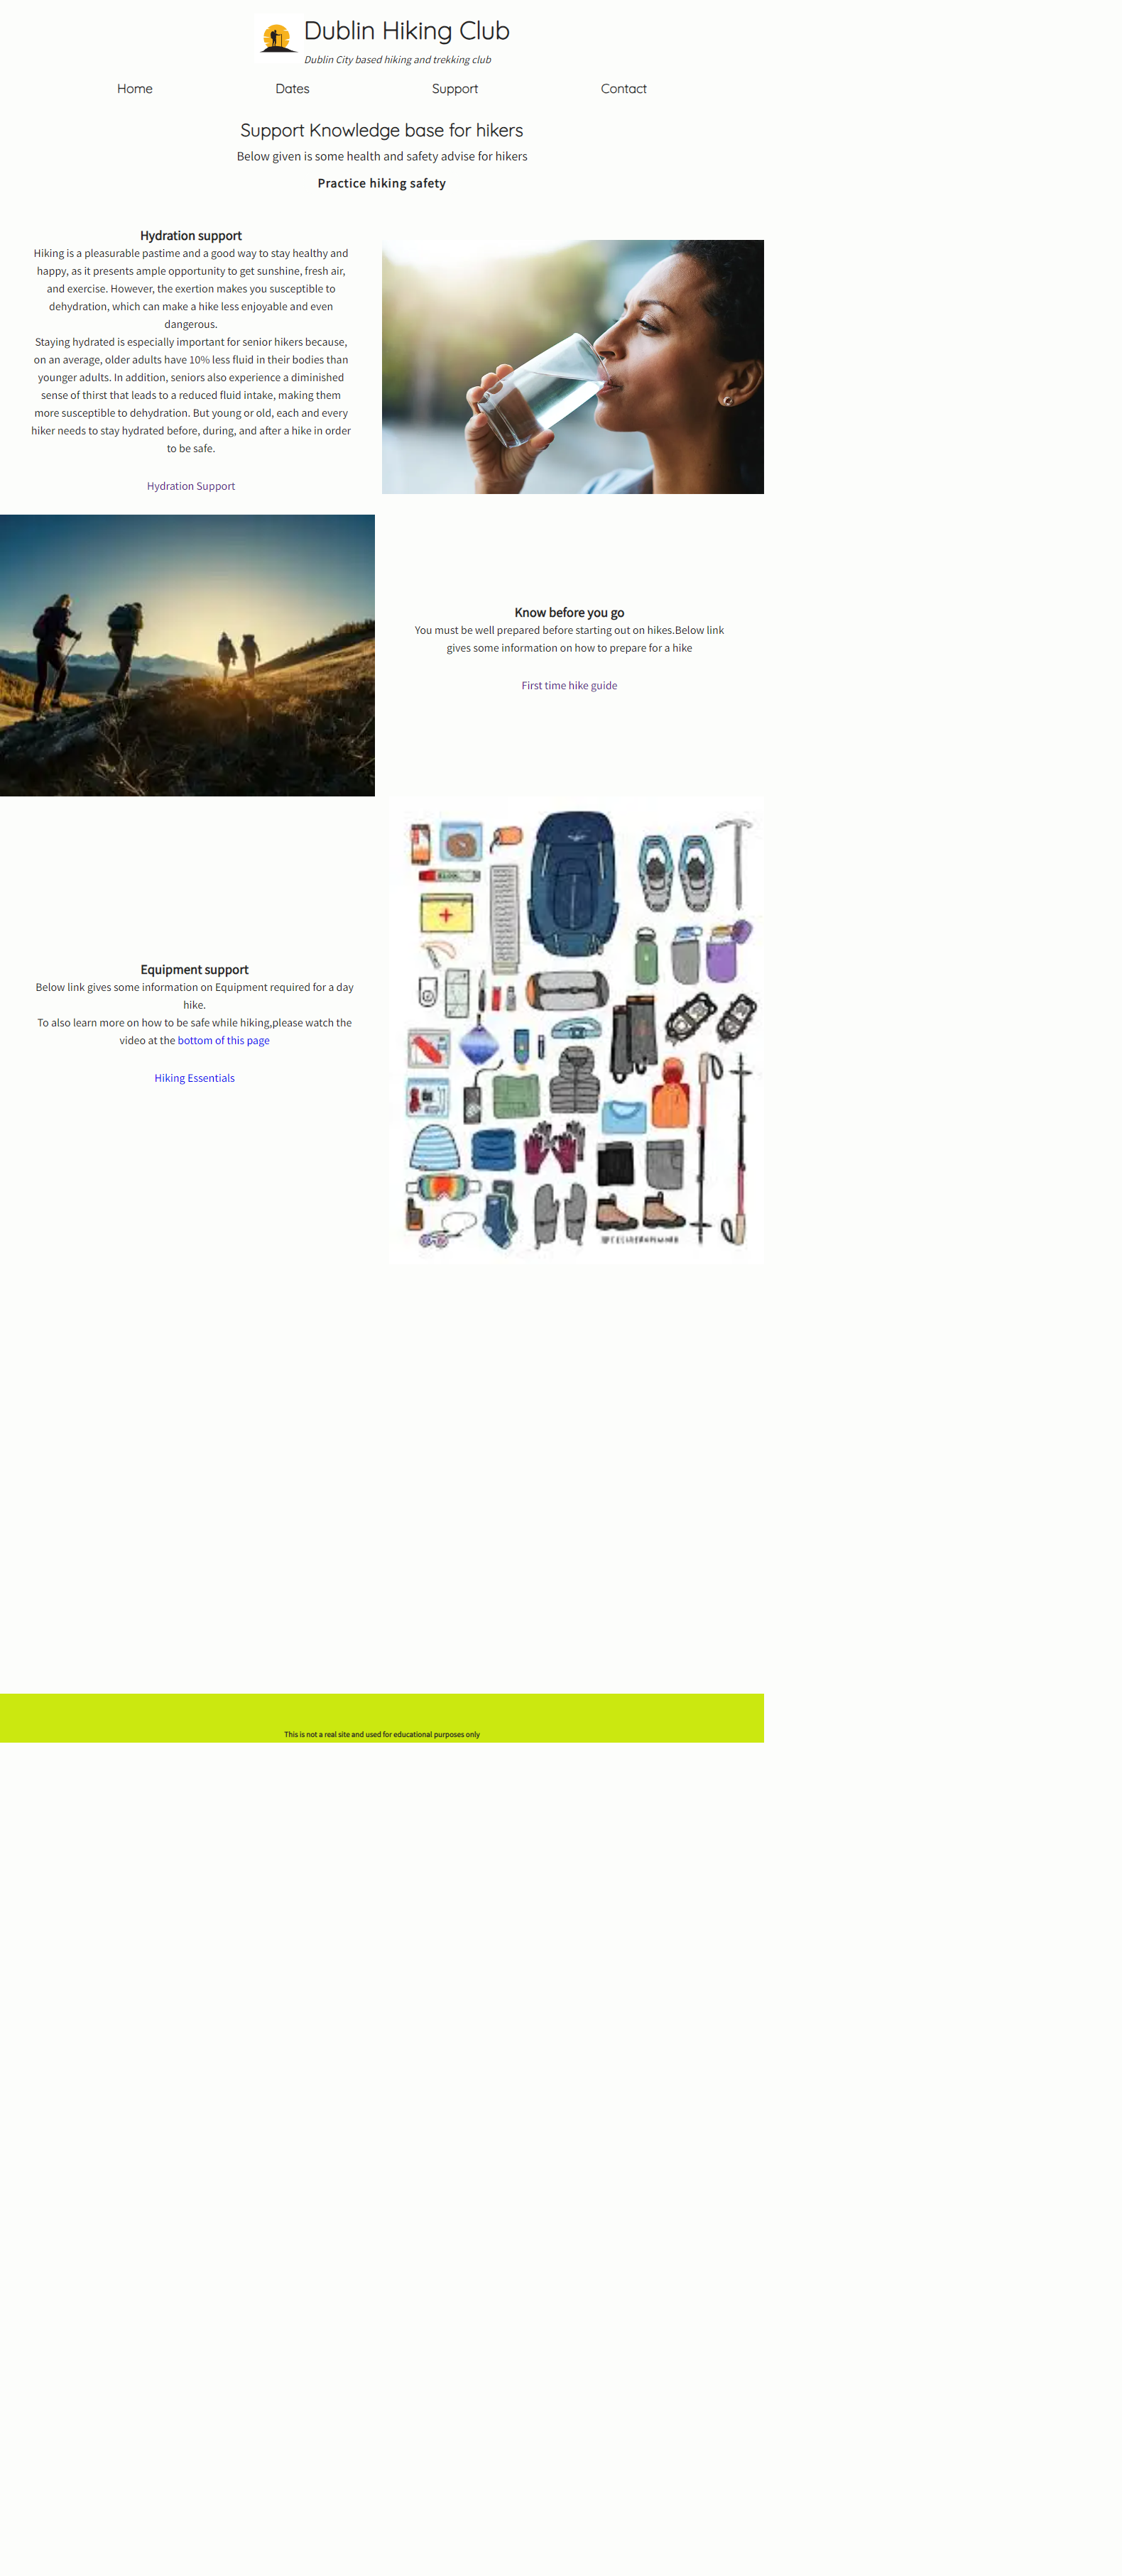 Dublin Hiking Club
Dublin City based hiking and trekking club
Home Dates Support Contact
Support Knowledge base for hikers
Below given is some health and safety advise for hikers
Practice hiking safety
Hydration support
Hiking is a pleasurable pastime and a good way to stay healthy and
happy, as it presents ample opportunity to get sunshine, fresh air,
and exercise. However, the exertion makes you susceptible to
dehydration, which can make a hike less enjoyable and even
dangerous.
Staying hydrated is especially important for senior hikers because,
on an average, older adults have 10% less fluid in their bodies than
younger adults. In addition, seniors also experience a diminished
sense of thirst that leads to a reduced fluid intake, making them
more susceptible to dehydration. But young or old, each and every
hiker needs to stay hydrated before, during, and after a hike in order
to be safe.
Hydration Support
Know before you go
You must be well prepared before starting out on hikes.Below link
gives some information on how to prepare for a hike
First time hike guide
Equipment support
Below link gives some information on Equipment required for a day
hike.
To also learn more on how to be safe while hiking,please watch the
video at the bottom of this page
Hiking Essentials
This is not a real site and used for educational purposes only